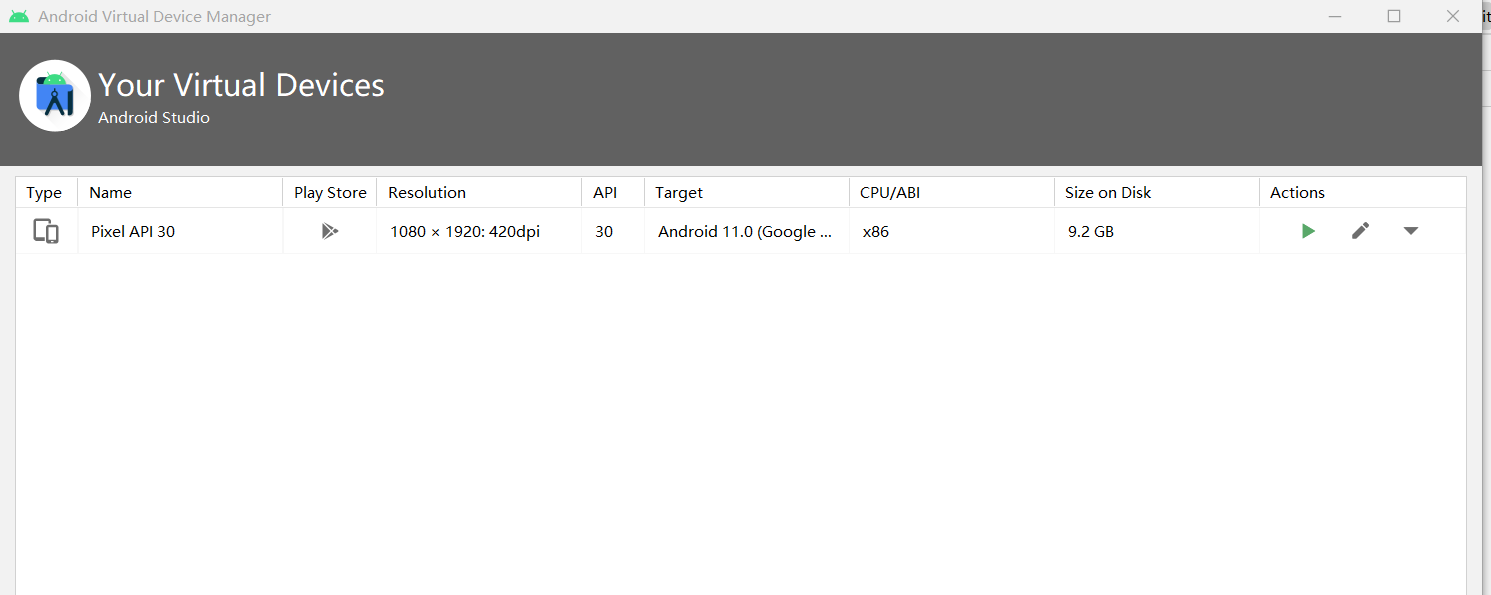 Android Virtual Device Manager
it
Your Virtual Devices
Android Studio
Type Name Play Store Resolution API Target CPU/ABI Size on Disk Actions
Pixel API 30 1080 × 1920: 420dpi 30 Android 11.0 (Google ... x86 9.2 GB